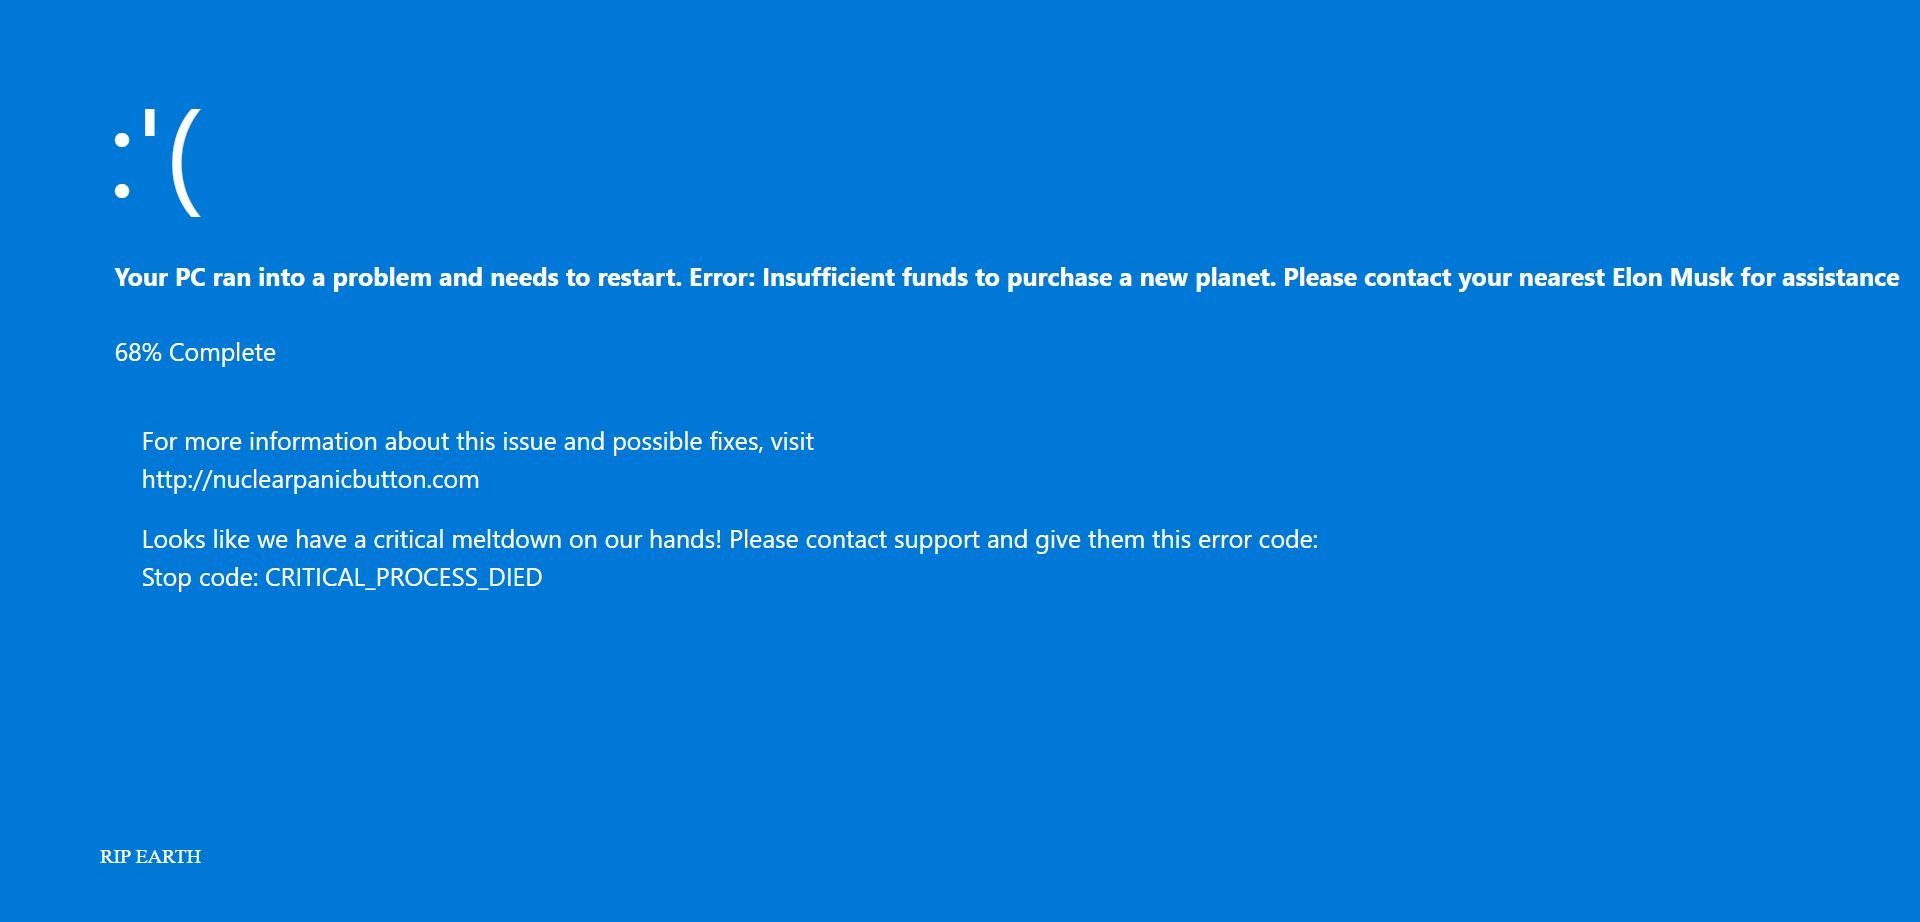 :'(
Your PC ran into a problem and needs to restart. Error: Insufficient funds to purchase a new planet. Please contact your nearest Elon Musk for assistance
68% Complete
For more information about this issue and possible fixes, visit
http://nuclearpanicbutton.com
Looks like we have a critical meltdown on our hands! Please contact support and give them this error code:
Stop code: CRITICAL_PROCESS_DIED
RIP EARTH